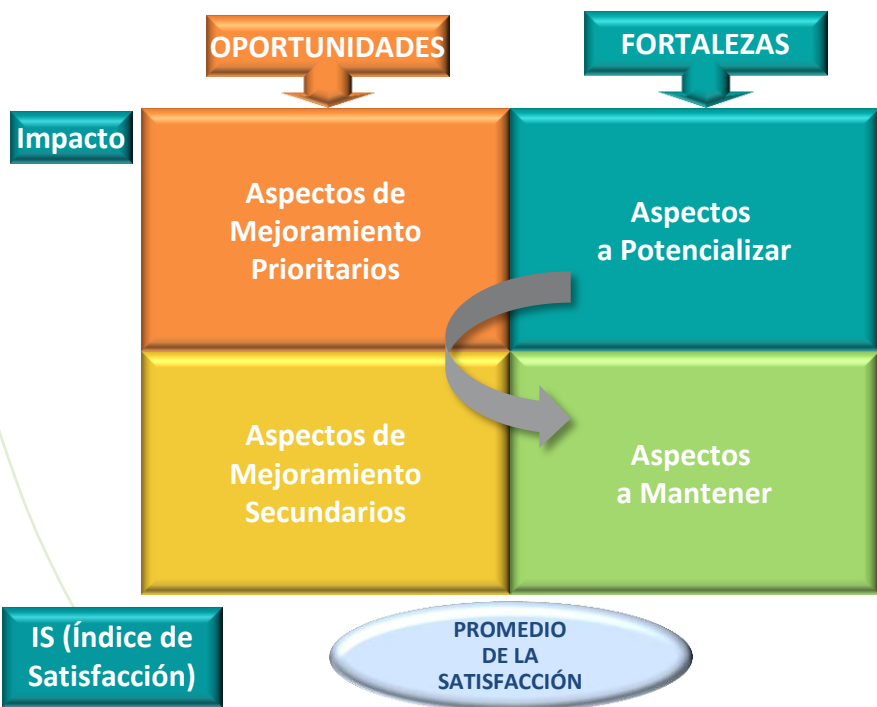 OPORTUNIDADES
FORTALEZAS
Impacto
Aspectos de
Mejoramiento
Prioritarios
Aspectos
a Potencializar
Aspectos de
Mejoramiento
Secundarios
Aspectos
a Mantener
IS (Índice de
Satisfacción)
PROMEDIO
DE LA
SATISFACCIÓN